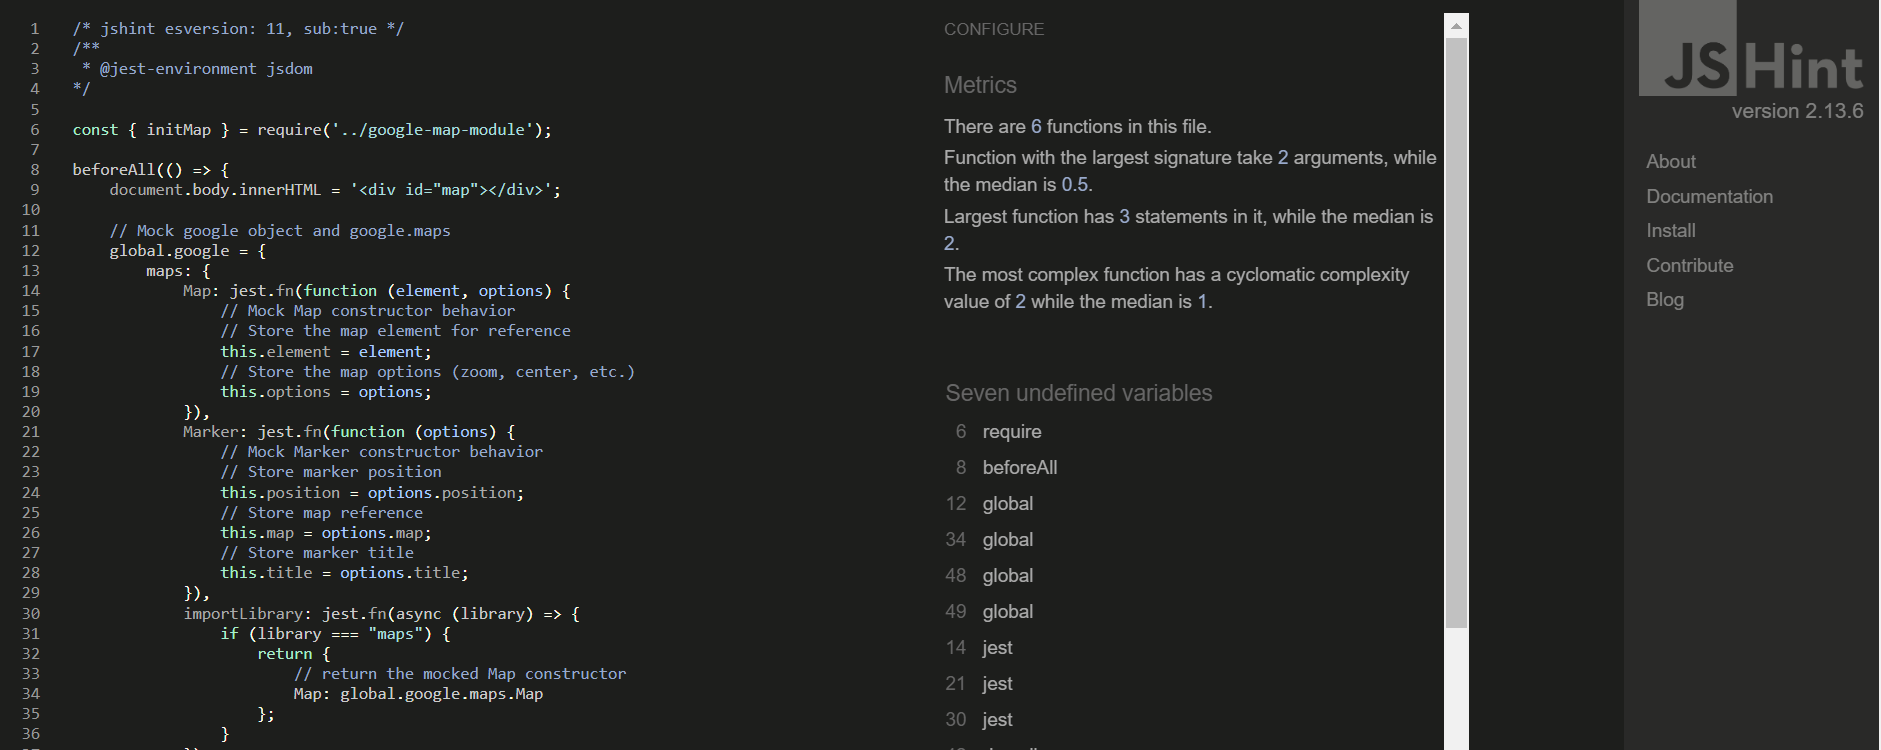 1 /* jshint esversion: 11, sub:true */
2 /**
3 * @jest-environment jsdom
4 */
5
6 const { initMap } = require('../google-map-module');
7
8 beforeAll(() => {
9 document.body.innerHTML = '<div id="map"></div>';
10
11 // Mock google object and google.maps
12 global.google = {
13 maps: {
14 Map: jest.fn(function (element, options) {
15 // Mock Map constructor behavior
16 // Store the map element for reference
17 this.element = element;
18 // Store the map options (zoom, center, etc.)
19 this.options = options;
20 }),
21 Marker: jest.fn(function (options) {
22 // Mock Marker constructor behavior
23 // Store marker position
24 this.position = options.position;
25 // Store map reference
26 this.map = options.map;
27 // Store marker title
28 this.title = options.title;
29 }),
30 importLibrary: jest.fn(async (library) => {
31 if (library === "maps") {
32 return {
33 // return the mocked Map constructor
34 Map: global.google.maps.Map
35 };
36 }
CONFIGURE
Metrics
There are 6 functions in this file.
Function with the largest signature take 2 arguments, while
the median is 0.5.
Largest function has 3 statements in it, while the median is
2.
The most complex function has a cyclomatic complexity
value of 2 while the median is 1.
Seven undefined variables
6 require
8 beforeAll
12 global
34 global
48 global
49 global
14 jest
21 jest
30 jest
JSHint
version 2.13.6
About
Documentation
Install
Contribute
Blog